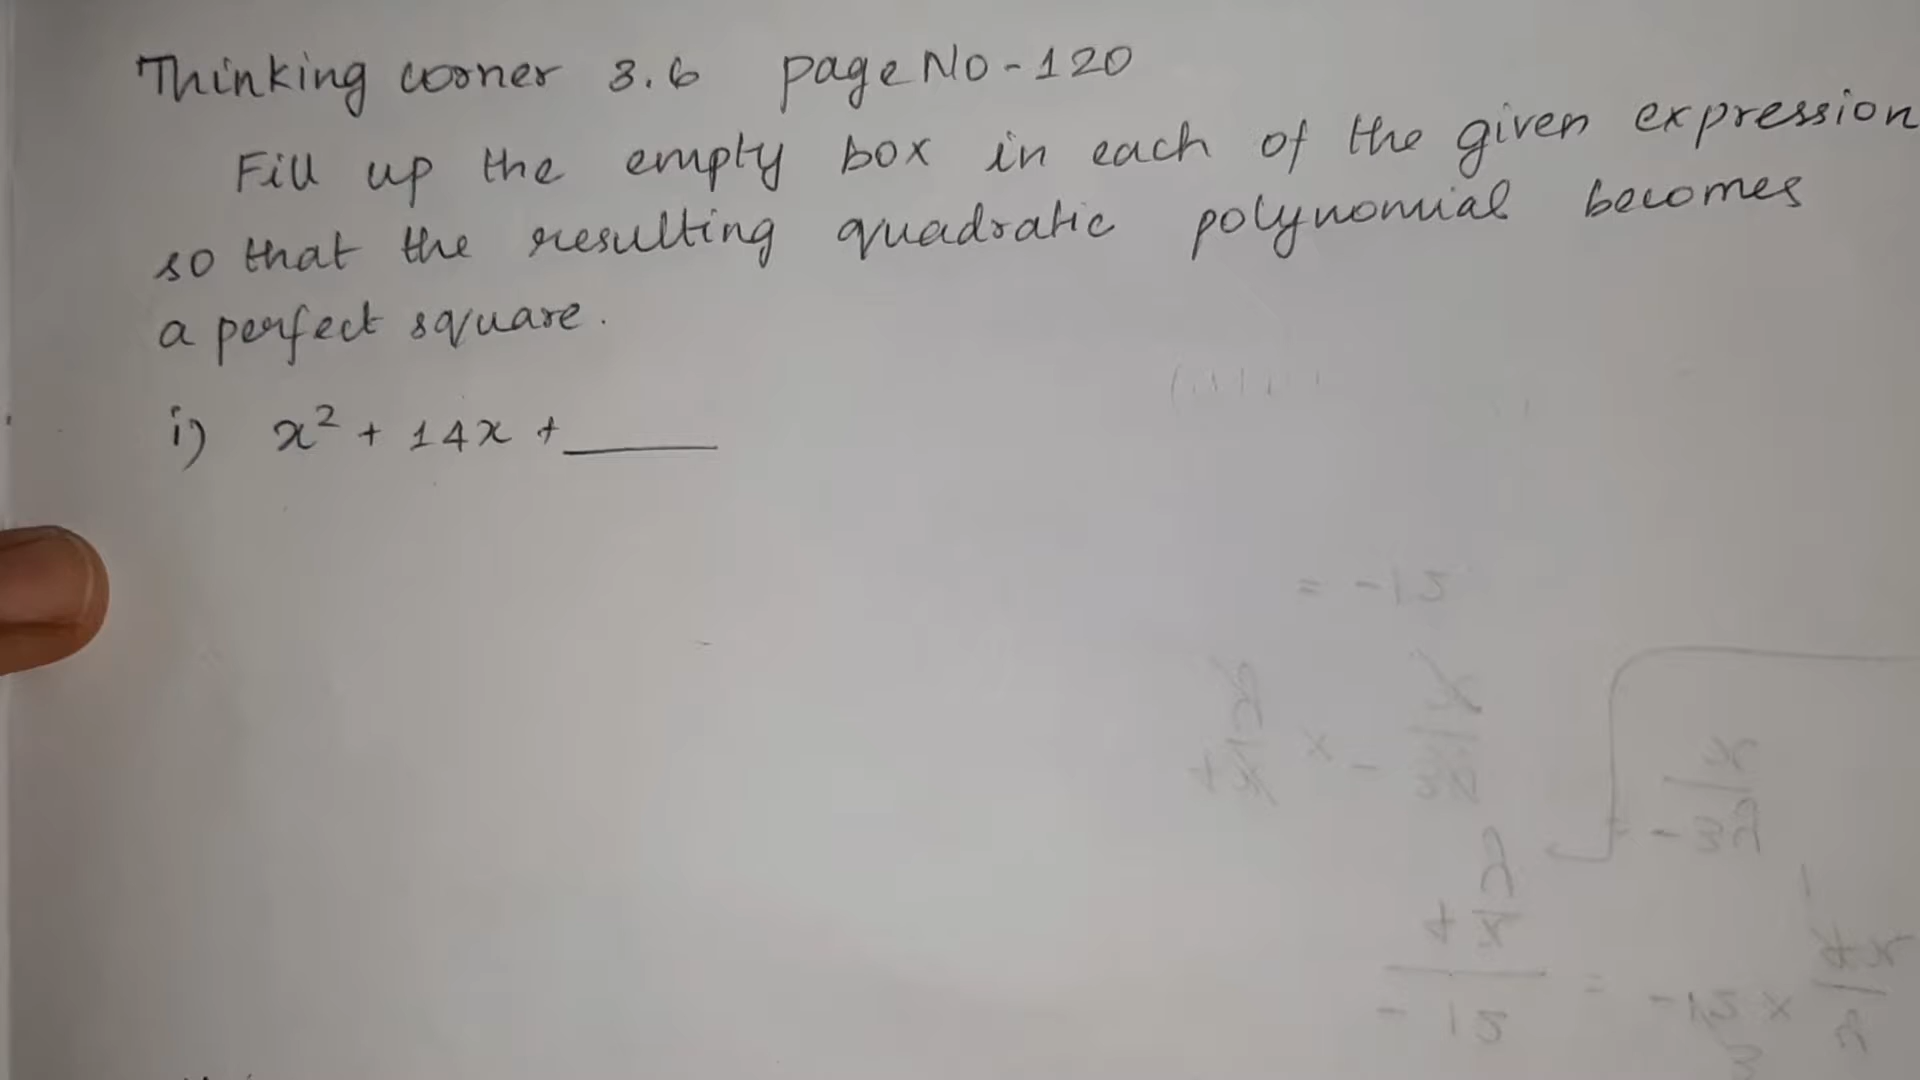 Thinking corner 3.6 page No - 120
Fill up the empty box in each of the given expression
so that the resulting quadratic polynomial becomes
a perfect square.
i) x² + 14x + ____
= -15